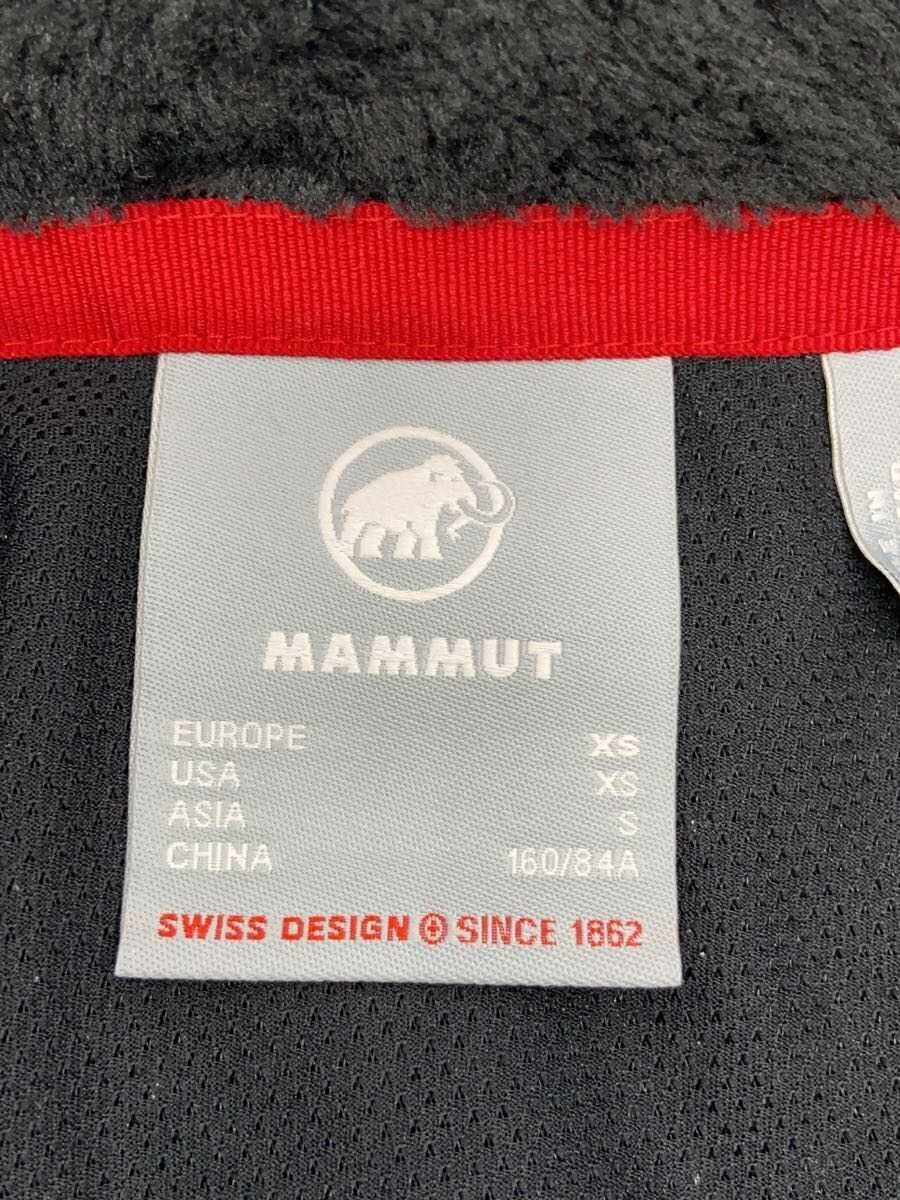 MAMMUT
EUROPE XS
USA XS
ASIA S
CHINA 160/84A
SWISS DESIGN SINCE 1862